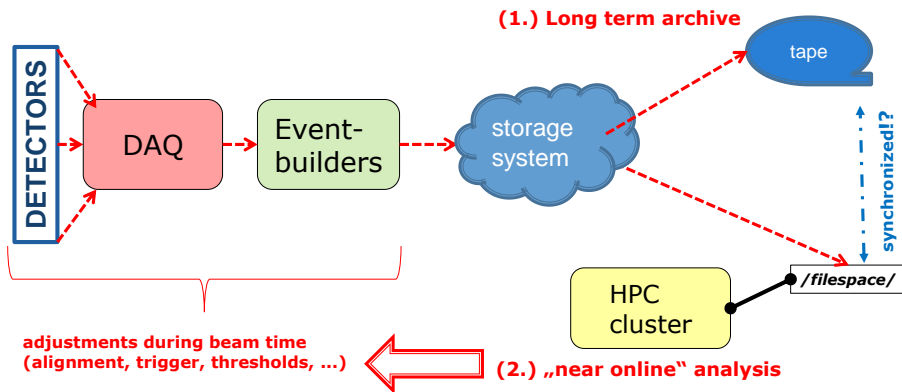 (1.) Long term archive
tape
DETECTORS
DAQ
Event-
builders
storage
system
synchronized!?
/filespace/
HPC
cluster
adjustments during beam time
(alignment, trigger, thresholds, ...)
(2.) „near online“ analysis